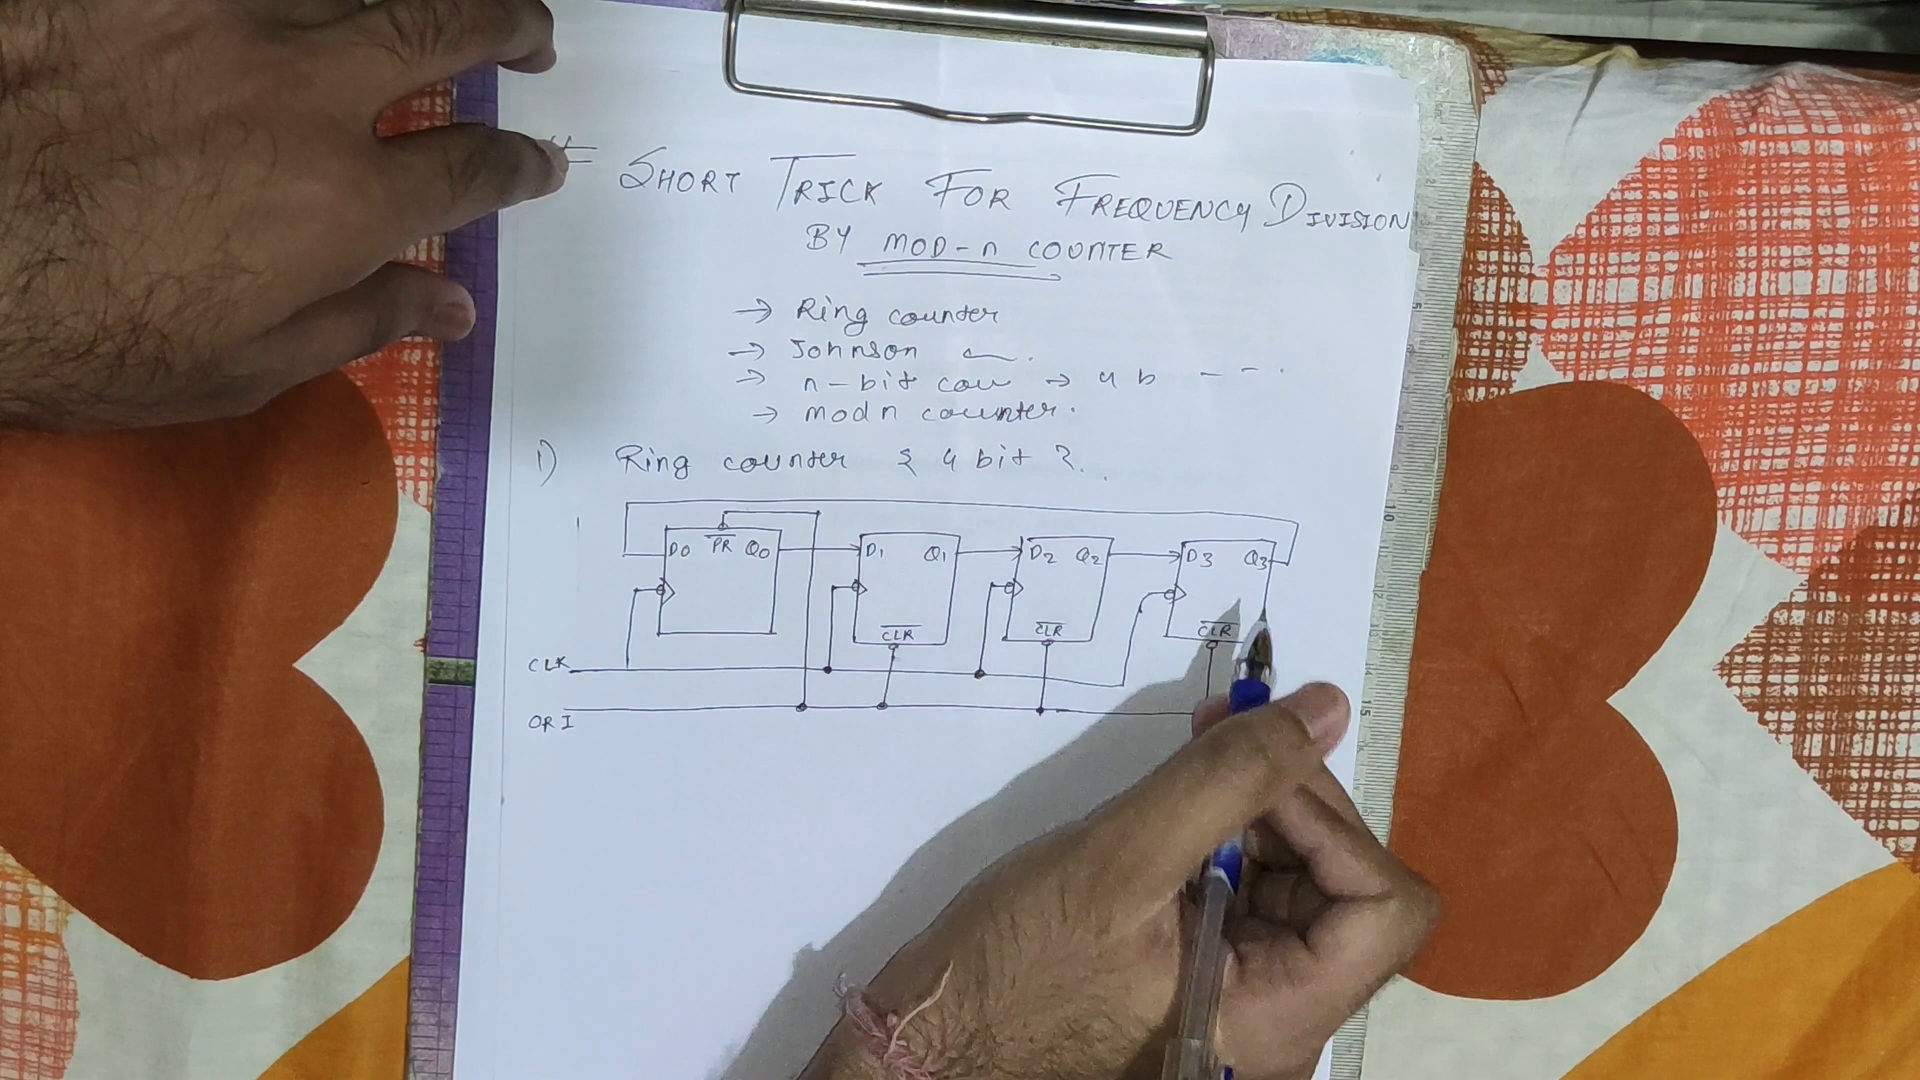 SHORT TRICK FOR FREQUENCY DIVISION
BY MOD-n COUNTER
→ Ring counter
→ Johnson
→ n-bit cou → 4 b - - .
→ mod n counter.
1) Ring counter { 4 bit }.
D0 PR Q0 D1 Q1 D2 Q2 D3 Q3
CLR CLR CLR
CLK
ORI